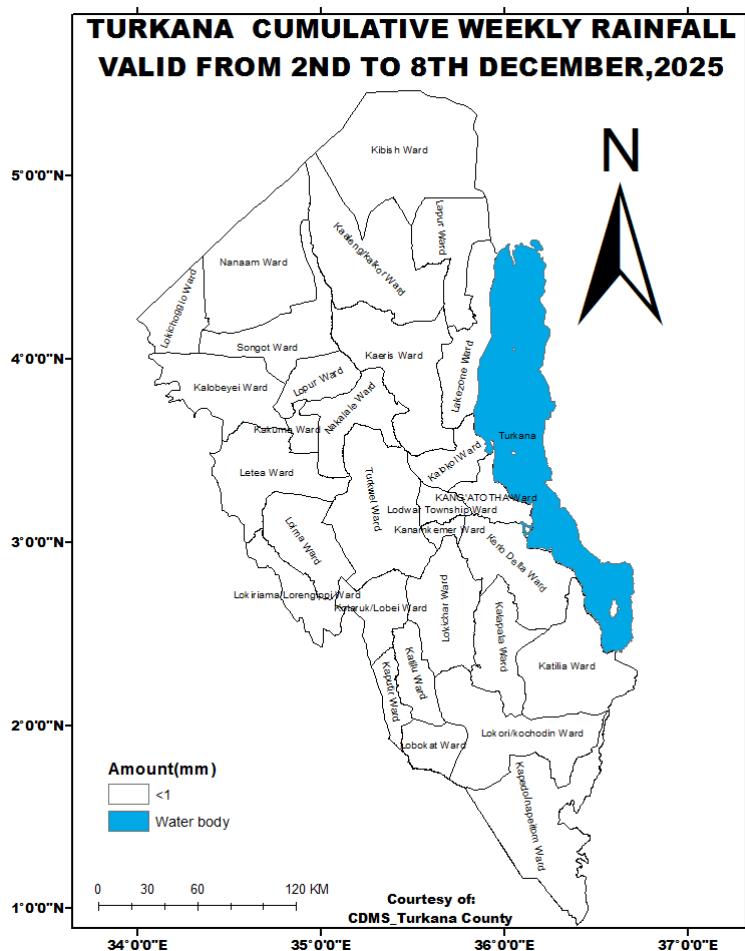 TURKANA CUMULATIVE WEEKLY RAINFALL
VALID FROM 2ND TO 8TH DECEMBER,2025
N
Kibish Ward
5°0'0"N
Lapur Ward
Kaaleng/kaikor Ward
Nanaam Ward
Lokichoggio Ward
4°0'0"N
Songot Ward
Kaeris Ward
Lakezone Ward
Lopur Ward
Kalobeyei Ward
Nakalale Ward
Kakuma Ward
Turkana
Letea Ward
Kabkol Ward
Turkwel Ward
KANG'ATOTHA Ward
Lodwar Township Ward
Kanamkemer Ward
3°0'0"N
Loima Ward
Kerio Delta Ward
Lokiriama/Lorengippi Ward
Kotaruk/Lobei Ward
Lokichar Ward
Kalapata Ward
Katilia Ward
Katilu Ward
Kaputir Ward
2°0'0"N
Lokori/kochodin Ward
Lobokat Ward
Kapedo/napeitom Ward
Amount(mm)
<1
Water body
0 30 60 120 KM
Courtesy of:
CDMS_Turkana County
1°0'0"N
34°0'0"E 35°0'0"E 36°0'0"E 37°0'0"E